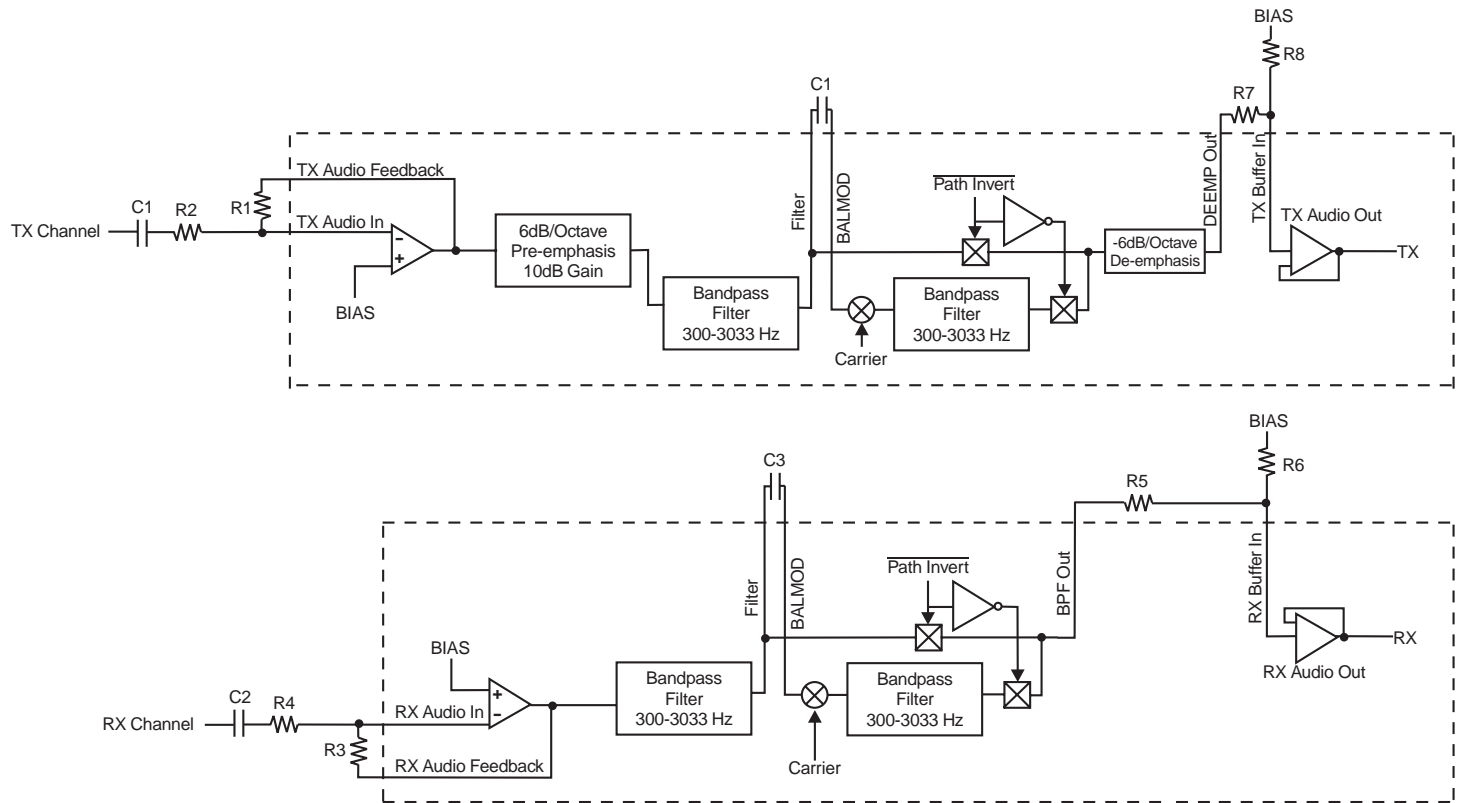 BIAS
R8
C1
R7
TX Audio Feedback
Filter
BALMOD
Path Invert
DEEMP Out
TX Buffer In
C1
R2
R1
TX Audio In
TX Channel
6dB/Octave
Pre-emphasis
10dB Gain
TX Audio Out
-6dB/Octave
De-emphasis
TX
BIAS
Bandpass
Filter
300-3033 Hz
Bandpass
Filter
300-3033 Hz
Carrier
BIAS
R6
C3
R5
Filter
BALMOD
Path Invert
BPF Out
RX Buffer In
BIAS
RX
RX Audio Out
C2
R4
RX Channel
RX Audio In
R3
RX Audio Feedback
Bandpass
Filter
300-3033 Hz
Bandpass
Filter
300-3033 Hz
Carrier